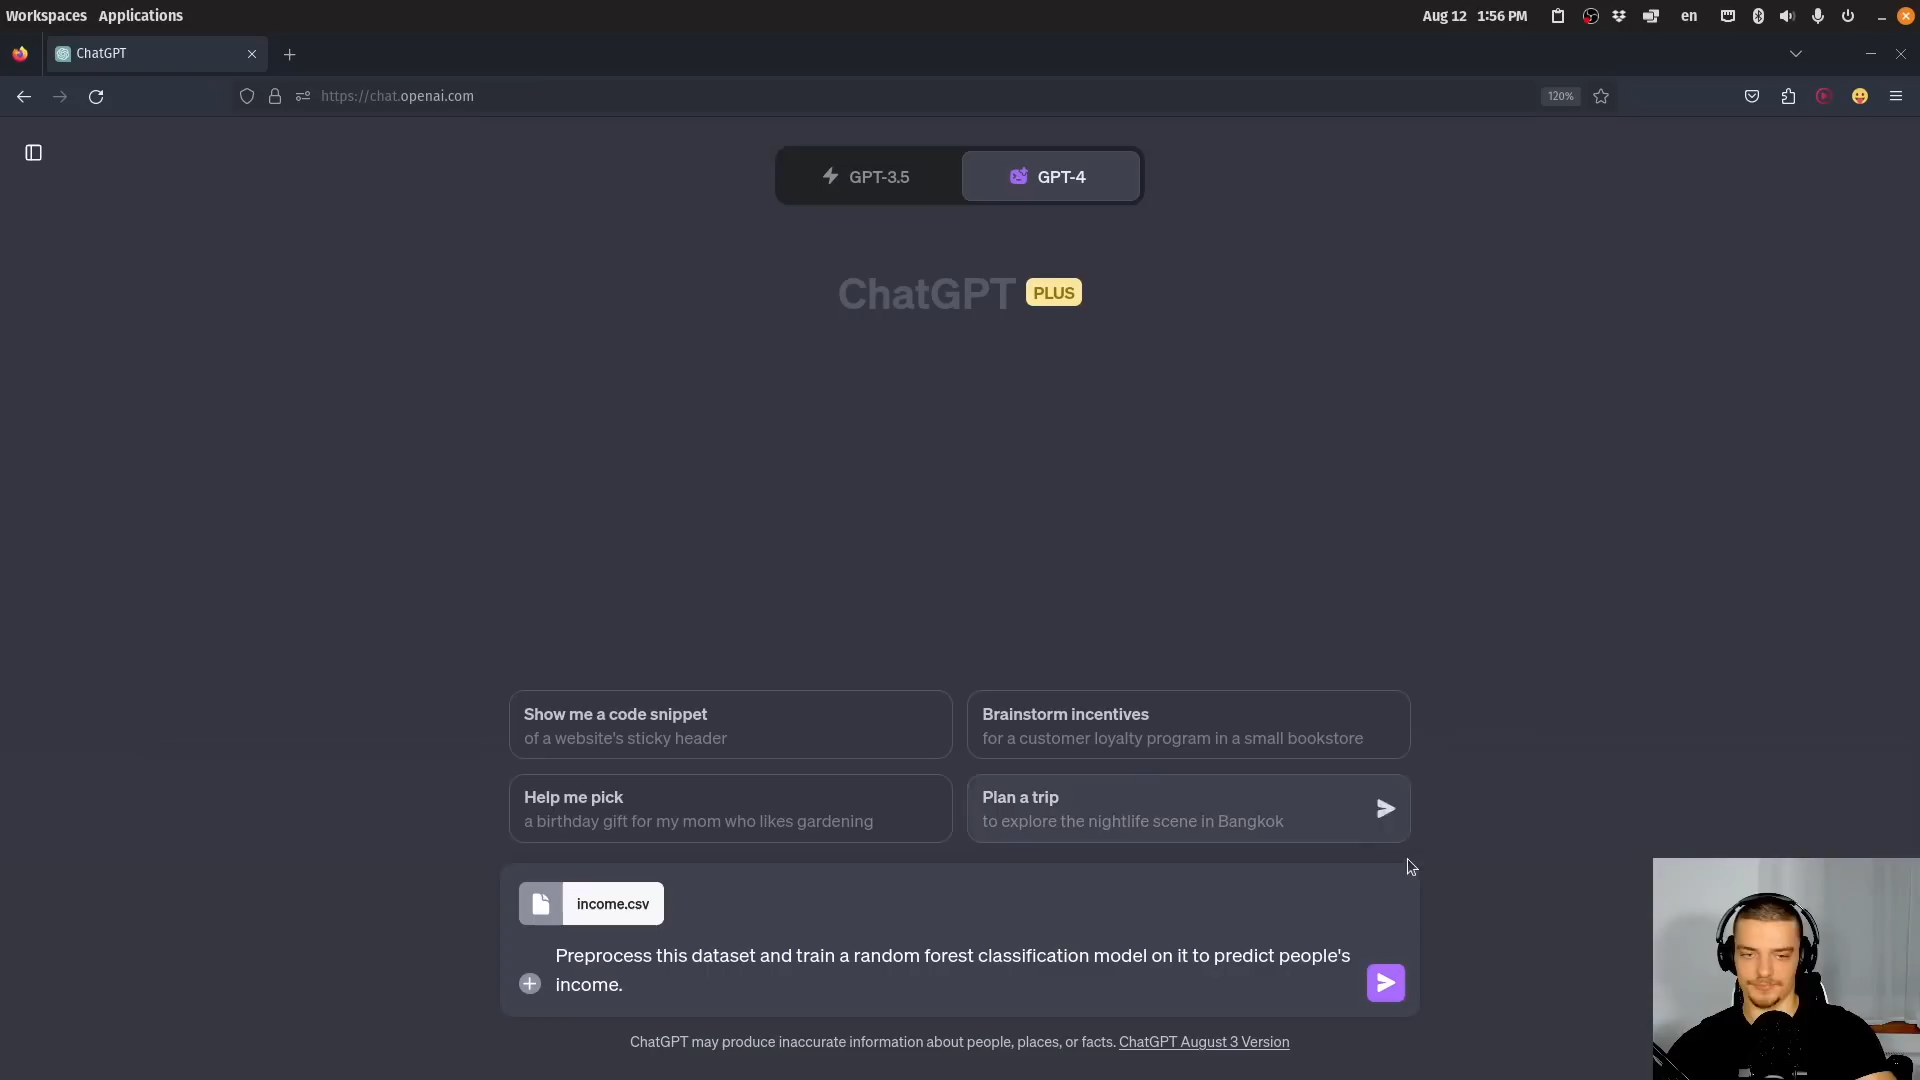 Workspaces Applications
Aug 12 1:56 PM
en
ChatGPT
https://chat.openai.com
120%
GPT-3.5
GPT-4
ChatGPT PLUS
Show me a code snippet
of a website's sticky header
Brainstorm incentives
for a customer loyalty program in a small bookstore
Help me pick
a birthday gift for my mom who likes gardening
Plan a trip
to explore the nightlife scene in Bangkok
income.csv
Preprocess this dataset and train a random forest classification model on it to predict people's
income.
ChatGPT may produce inaccurate information about people, places, or facts. ChatGPT August 3 Version